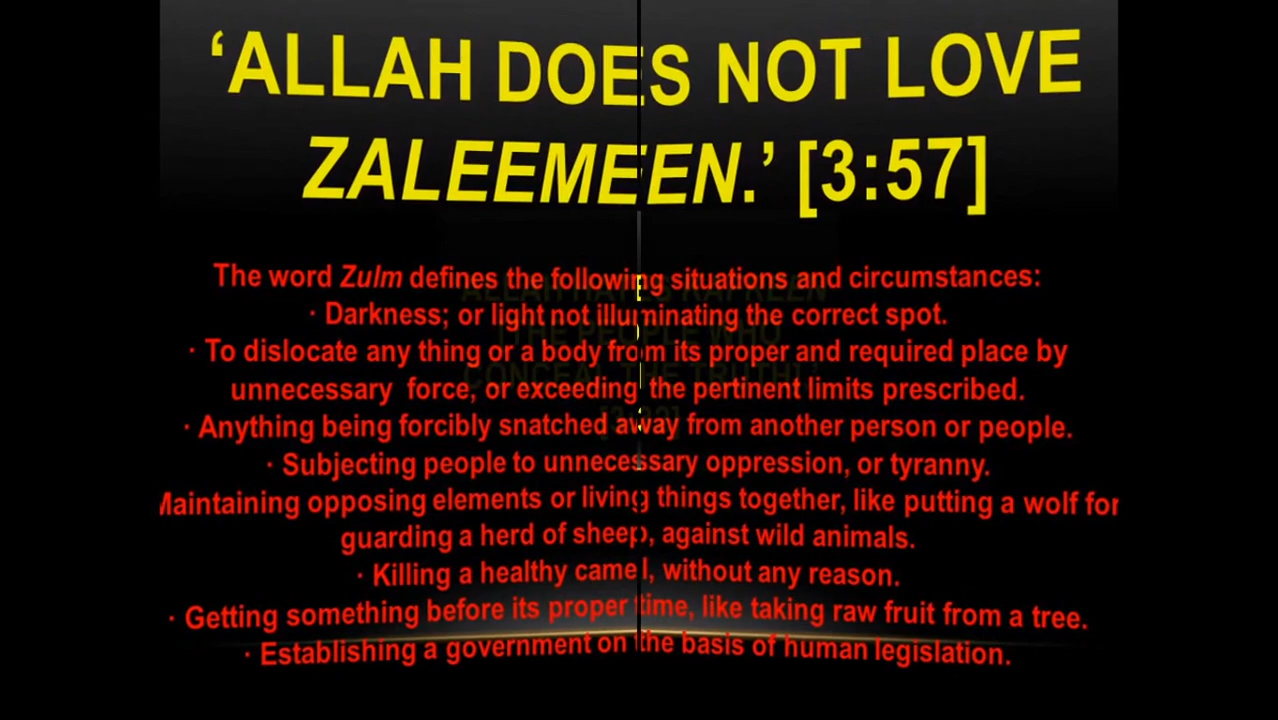 ‘ALLAH DOES NOT LOVE
ZALEEMEEN.’ [3:57]
The word Zulm defines the following situations and circumstances:
· Darkness; or light not illuminating the correct spot.
· To dislocate any thing or a body from its proper and required place by
unnecessary force, or exceeding the pertinent limits prescribed.
· Anything being forcibly snatched away from another person or people.
· Subjecting people to unnecessary oppression, or tyranny.
Maintaining opposing elements or living things together, like putting a wolf for
guarding a herd of sheep, against wild animals.
· Killing a healthy camel, without any reason.
· Getting something before its proper time, like taking raw fruit from a tree.
· Establishing a government on the basis of human legislation.